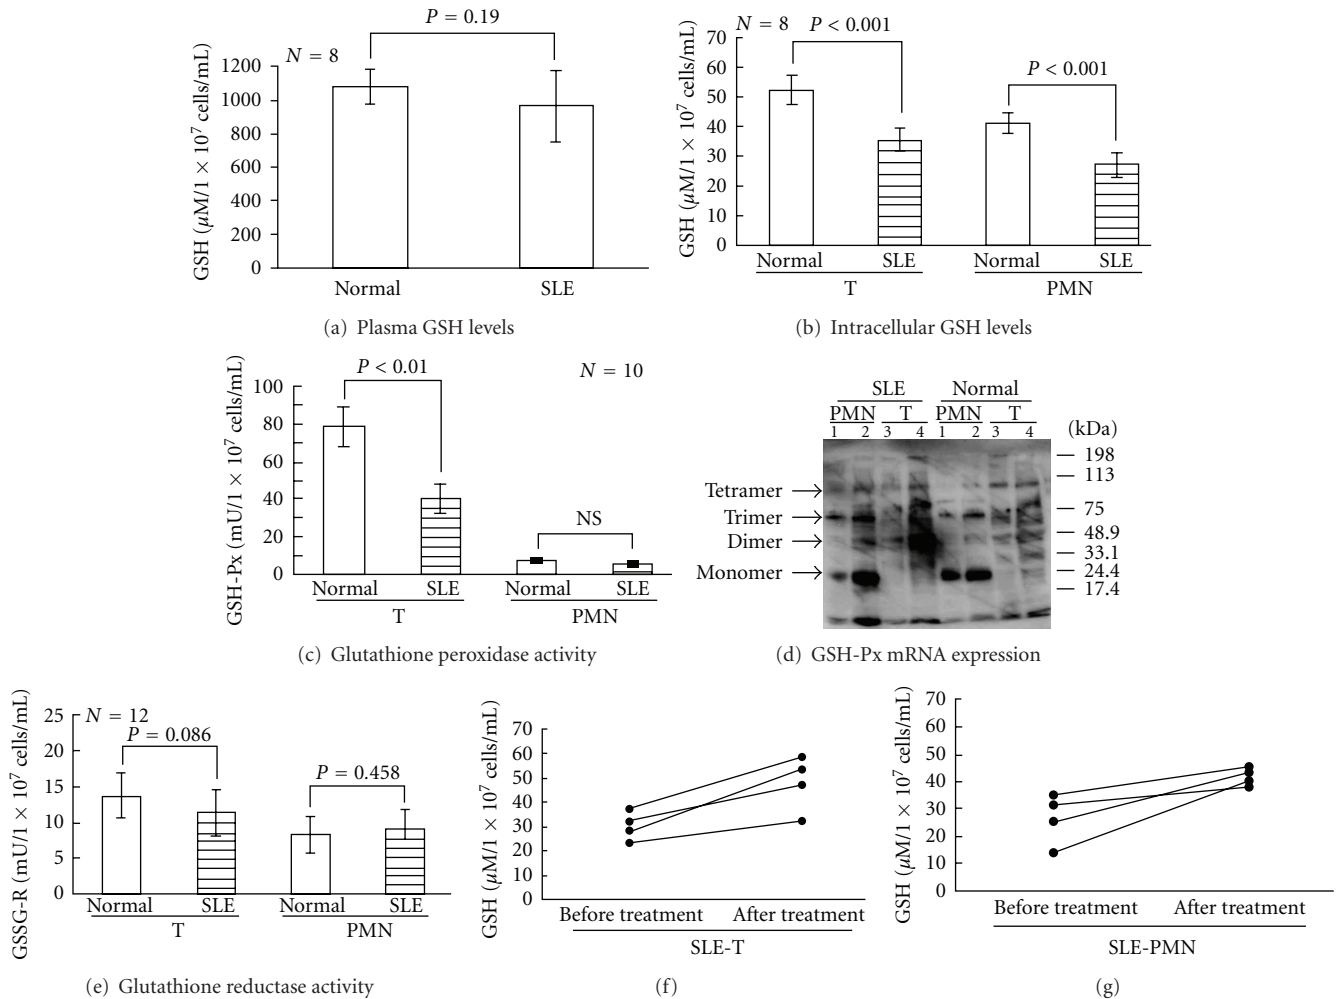 P = 0.19
N = 8
GSH (µM/1 × 10⁷ cells/mL)
1200
1000
800
600
400
200
0
Normal SLE
(a) Plasma GSH levels
N = 8 P < 0.001
P < 0.001
GSH (µM/1 × 10⁷ cells/mL)
70
60
50
40
30
20
10
0
Normal SLE Normal SLE
T PMN
(b) Intracellular GSH levels
P < 0.01
N = 10
NS
GSH-Px (mU/1 × 10⁷ cells/mL)
100
80
60
40
20
0
Normal SLE Normal SLE
T PMN
(c) Glutathione peroxidase activity
SLE Normal
PMN T PMN T
1 2 3 4 1 2 3 4
(kDa)
198
113
75
48.9
33.1
24.4
17.4
Tetramer
Trimer
Dimer
Monomer
(d) GSH-Px mRNA expression
N = 12
P = 0.086
P = 0.458
GSSG-R (mU/1 × 10⁷ cells/mL)
25
20
15
10
5
0
Normal SLE Normal SLE
T PMN
(e) Glutathione reductase activity
GSH (µM/1 × 10⁷ cells/mL)
70
60
50
40
30
20
10
0
Before treatment After treatment
SLE-T
(f)
GSH (µM/1 × 10⁷ cells/mL)
70
60
50
40
30
20
10
0
Before treatment After treatment
SLE-PMN
(g)